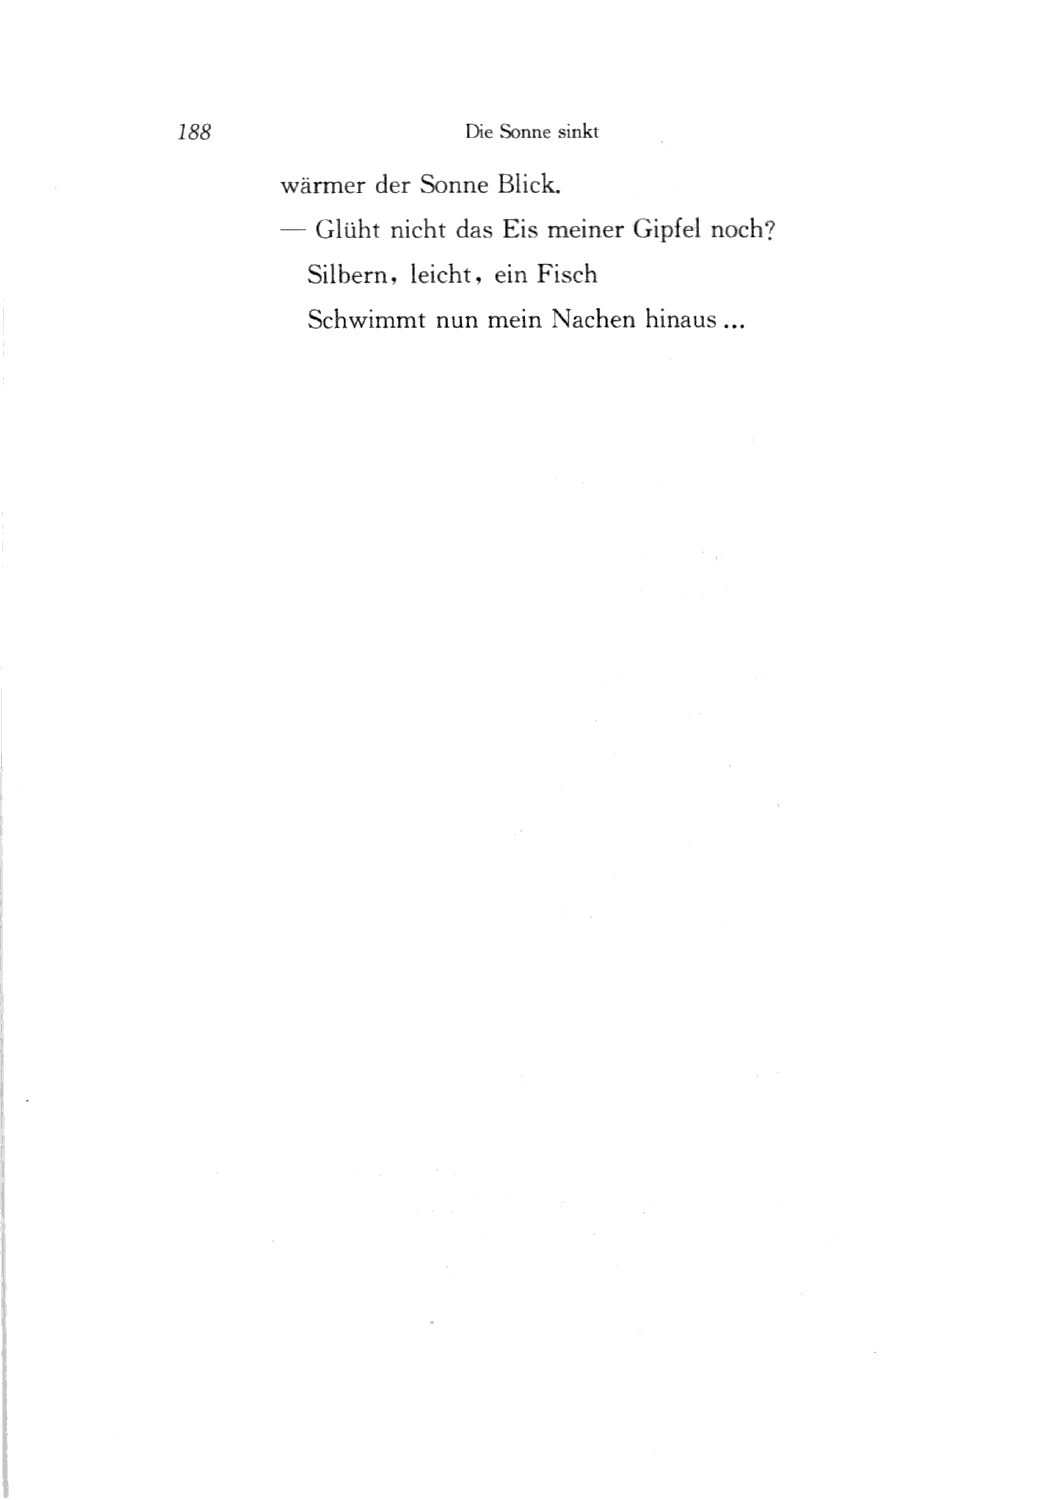 188 Die Sonne sinkt
wärmer der Sonne Blick.
— Glüht nicht das Eis meiner Gipfel noch?
Silbern, leicht, ein Fisch
Schwimmt nun mein Nachen hinaus ...